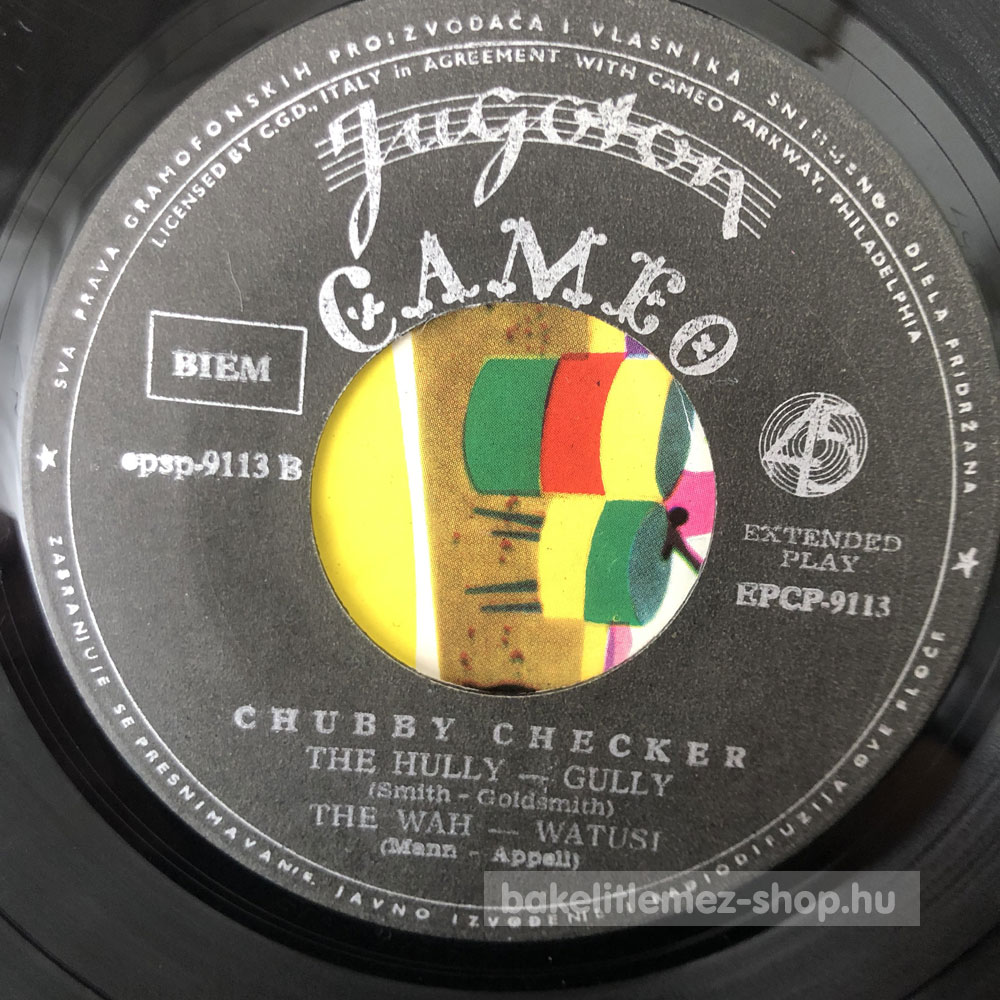 SVA PRAVA GRAMOFONSKIH PROIZVOĐAČA I VLASNIKA SNIMLJENOG DJELA PRIDRŽANA
LICENSED BY C.G.D., ITALY in AGREEMENT WITH CAMEO PARKWAY, PHILADELPHIA
Jugoton
CAMEO
BIEM
epsp-9113 B
45
EXTENDED
PLAY
EPCP-9113
CHUBBY CHECKER
THE HULLY — GULLY
(Smith - Goldsmith)
THE WAH — WATUSI
(Mann - Appell)
ZABRANJUJE SE PRESNIMAVANJE, JAVNO IZVOĐENJE I RADIODIFUZIJA OVE PLOČE
bakelitlemez-shop.hu